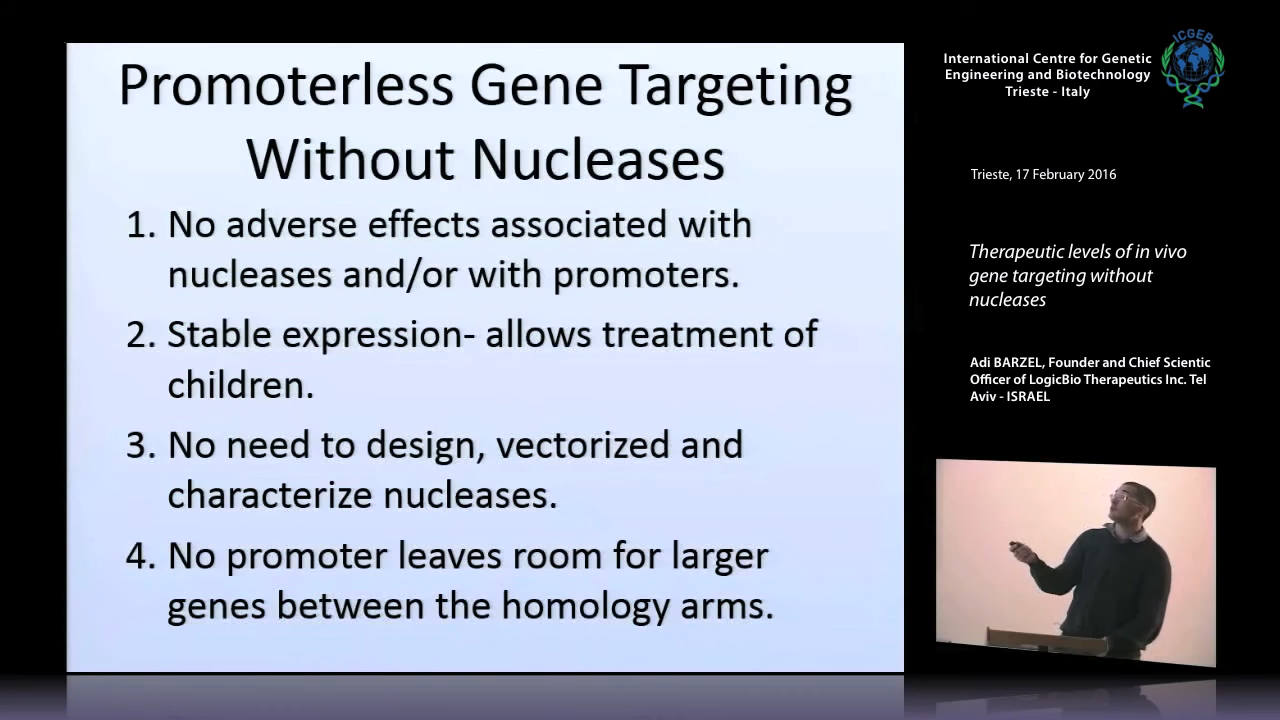 Promoterless Gene Targeting
Without Nucleases
1. No adverse effects associated with
nucleases and/or with promoters.
2. Stable expression- allows treatment of
children.
3. No need to design, vectorized and
characterize nucleases.
4. No promoter leaves room for larger
genes between the homology arms.
International Centre for Genetic
Engineering and Biotechnology
Trieste - Italy
ICGEB
Trieste, 17 February 2016
Therapeutic levels of in vivo
gene targeting without
nucleases
Adi BARZEL, Founder and Chief Scientic
Officer of LogicBio Therapeutics Inc. Tel
Aviv - ISRAEL